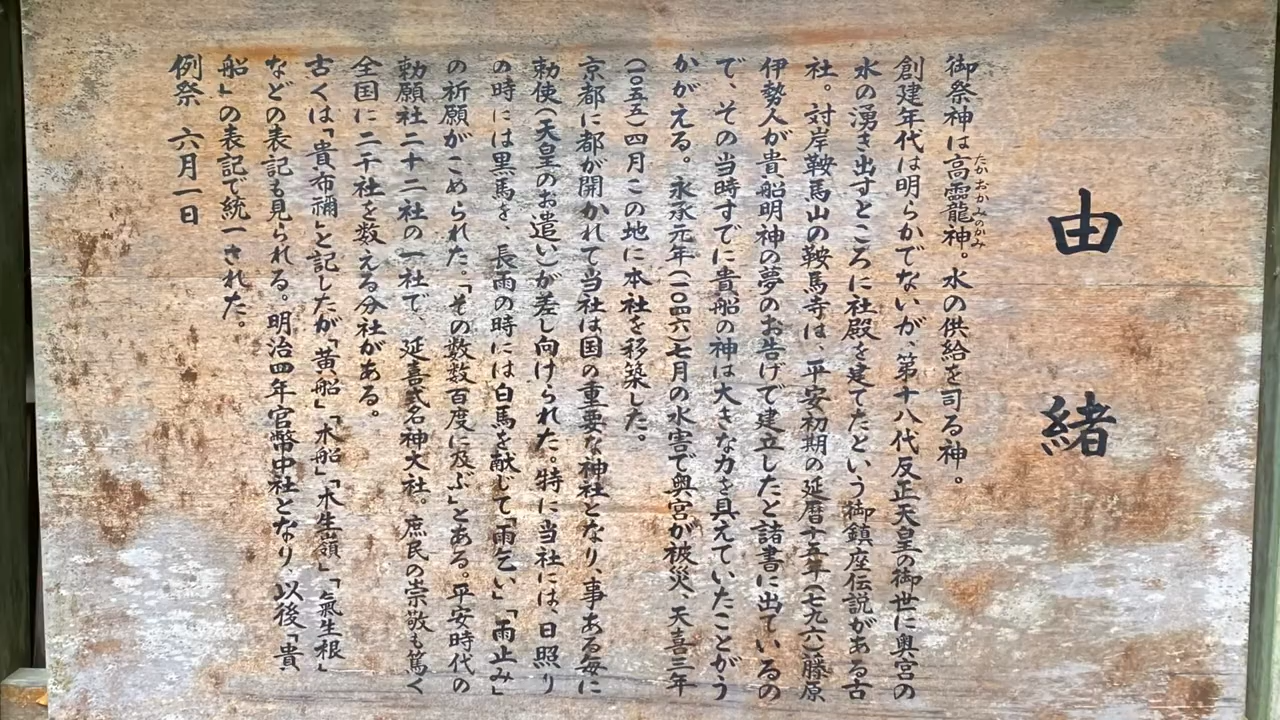 由緒
御祭神は高龗龍神。水の供給を司る神。
たかおかみのかみ
創建年代は明らかでないが、第十八代反正天皇の御世に奥宮の
水の湧き出すところに社殿を建てたという御鎮座伝説がある古
社。対岸鞍馬山の鞍馬寺は、平安初期の延暦十五年(七九六)藤原
伊勢人が貴船明神の夢のお告げで建立したと諸書に出ているの
で、その当時すでに貴船の神は大きな力を具えていたことがう
かがえる。永承元年(一〇四六)七月の水害で奥宮が被災、天喜三年
(一〇五五)四月この地に本社を移築した。
京都に都が開かれて当社は国の重要な神社となり、事ある毎に
勅使(天皇のお遣い)が差し向けられた。特に当社には、日照り
の時には黒馬を、長雨の時には白馬を献じて「雨乞い」「雨止み」
の祈願がこめられた。「その数数百度に及ぶ」とある。平安時代の
勅願社二十二社の一社で、延喜式名神大社。庶民の崇敬も篤く
全国に二千社を数える分社がある。
古くは「貴布禰」と記したが「黄船」「木船」「木生嶺」「氣生根」
などの表記も見られる。明治四年官幣中社となり以後「貴
船」の表記で統一された。
例祭 六月一日